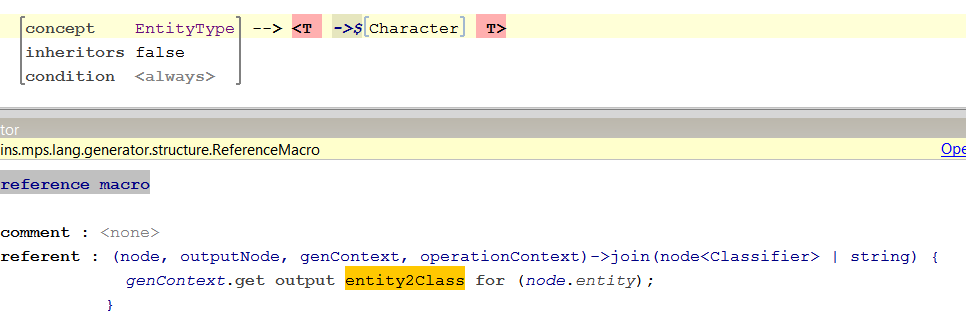 concept EntityType --> <T ->$[Character] T>
inheritors false
condition <always>
tor
ins.mps.lang.generator.structure.ReferenceMacro Ope
reference macro
comment : <none>
referent : (node, outputNode, genContext, operationContext)->join(node<Classifier> | string) {
genContext.get output entity2Class for (node.entity);
}